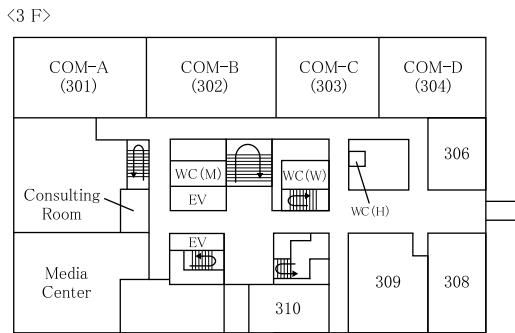 <3 F>
COM-A
(301)
COM-B
(302)
COM-C
(303)
COM-D
(304)
306
WC(M)
WC(W)
EV
Consulting
Room
WC(H)
EV
Media
Center
309
308
310